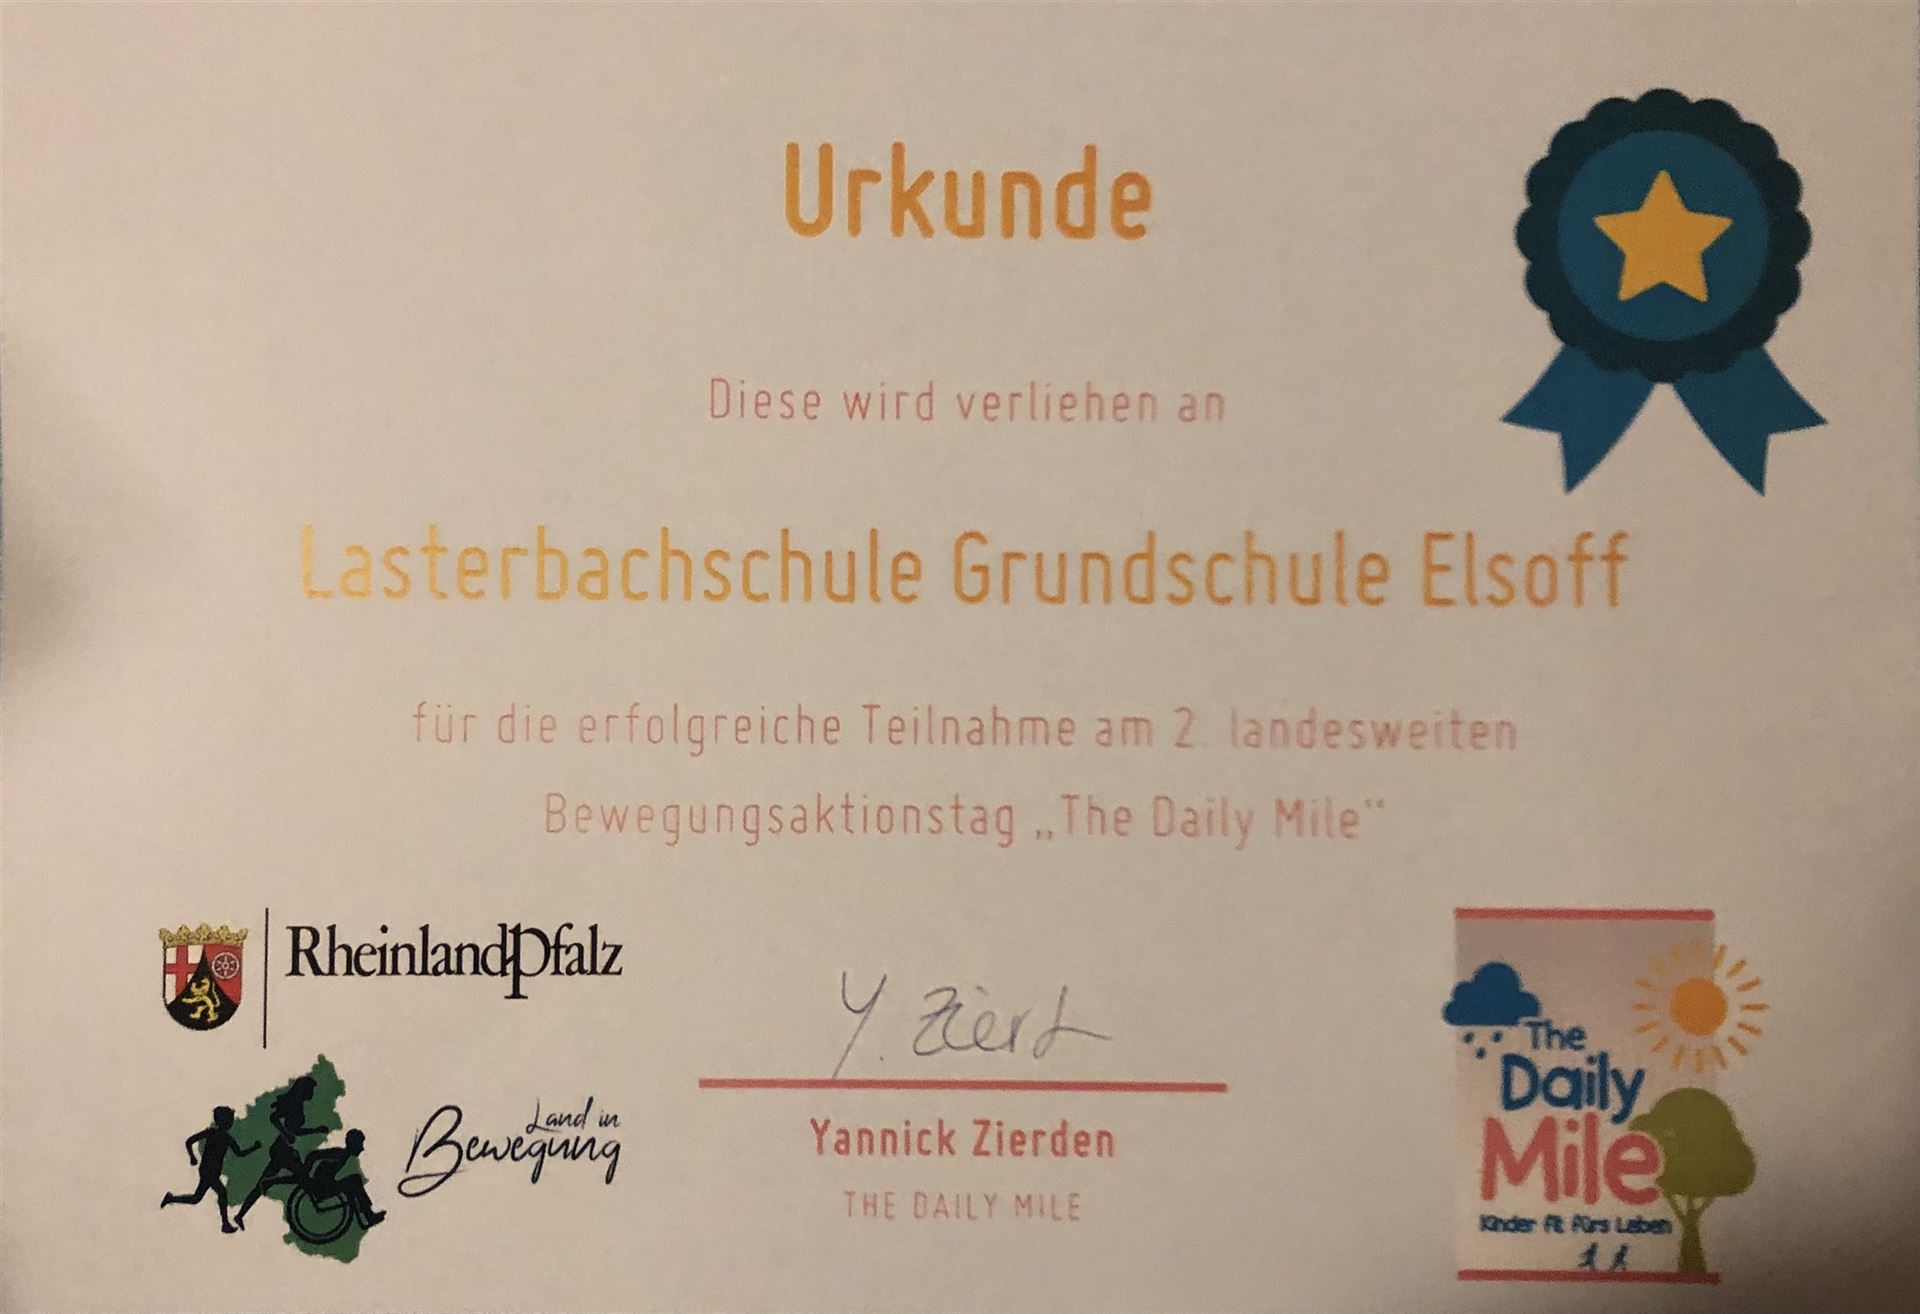 Urkunde
Diese wird verliehen an
Lasterbachschule Grundschule Elsoff
für die erfolgreiche Teilnahme am 2. landesweiten
Bewegungsaktionstag „The Daily Mile“
RheinlandPfalz
Land in
Bewegung
Y. Zierd
Yannick Zierden
THE DAILY MILE
The
Daily
Mile
Kinder fit fürs Leben